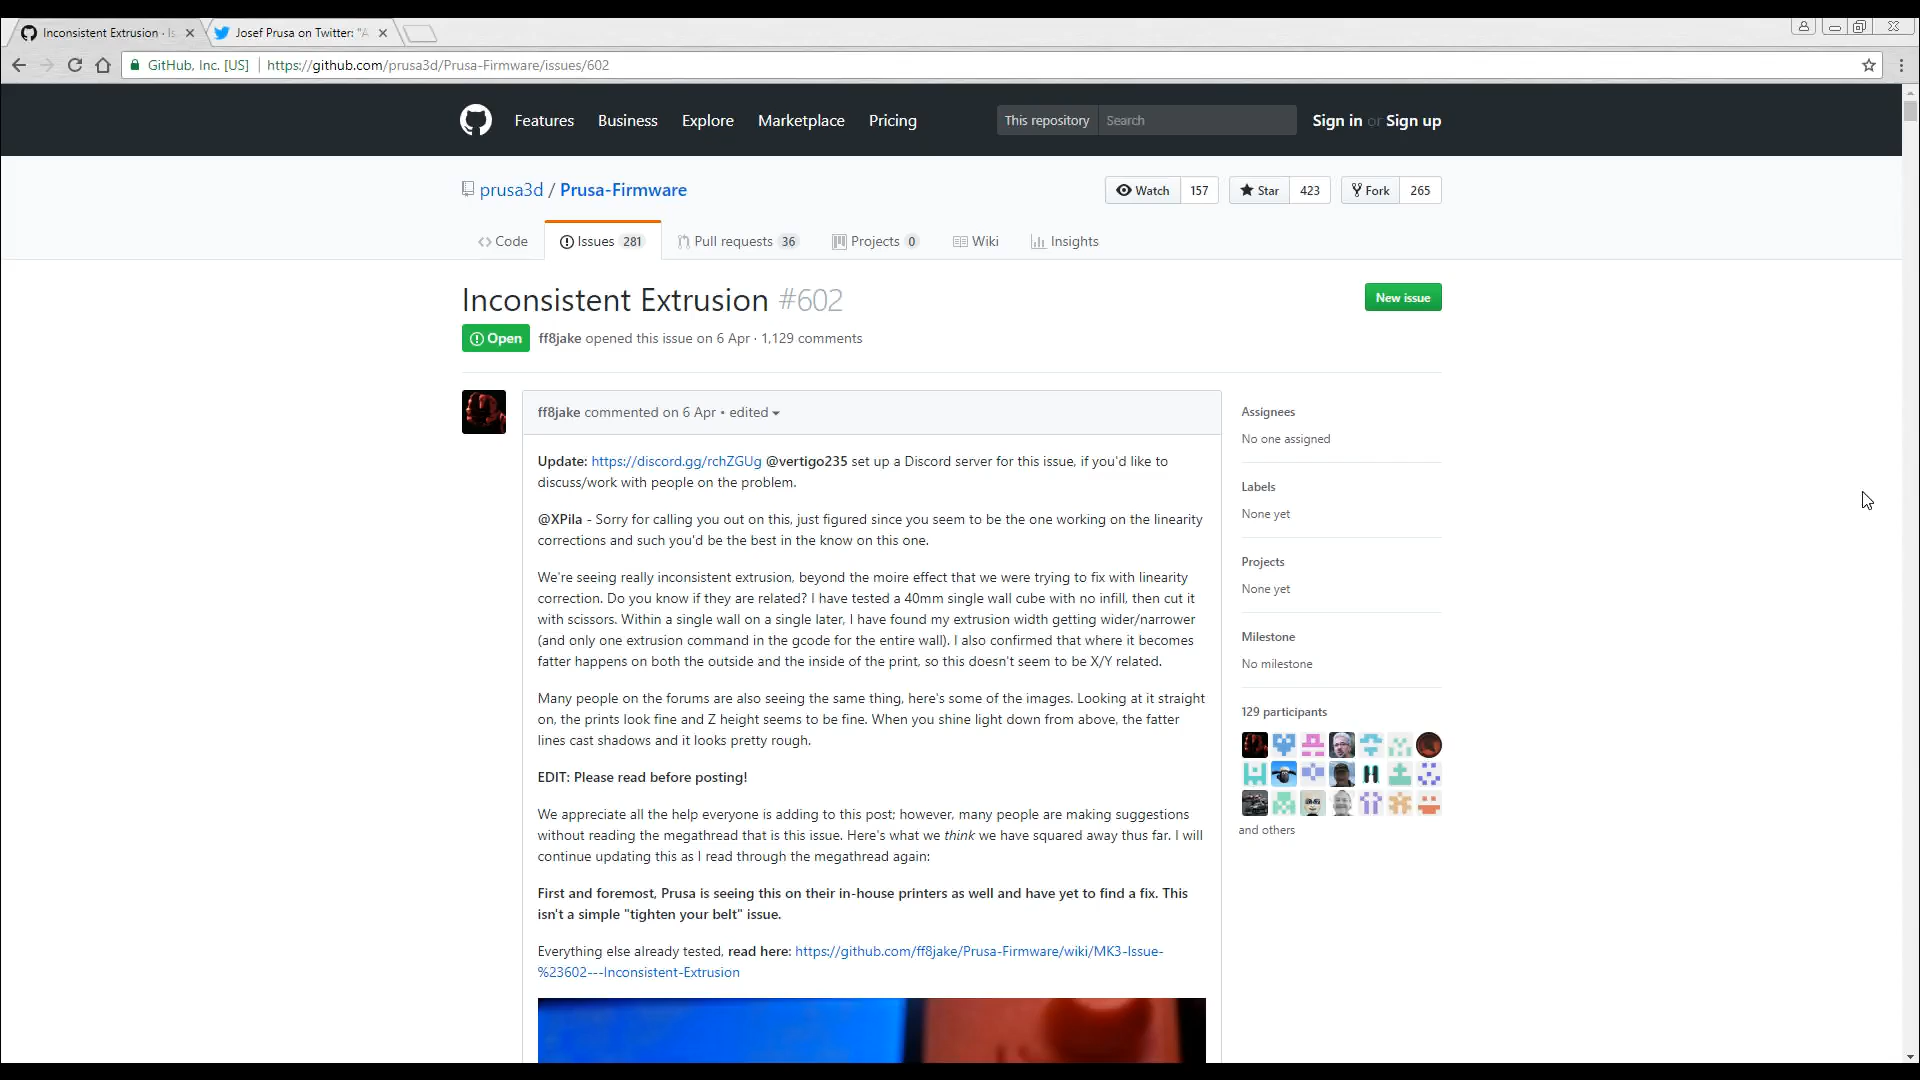 Inconsistent Extrusion · Is
Josef Prusa on Twitter: "A
GitHub, Inc. [US] | https://github.com/prusa3d/Prusa-Firmware/issues/602
Features Business Explore Marketplace Pricing This repository Search Sign in or Sign up
prusa3d / Prusa-Firmware
Watch 157 Star 423 Fork 265
Code Issues 281 Pull requests 36 Projects 0 Wiki Insights
Inconsistent Extrusion #602
New issue
Open ff8jake opened this issue on 6 Apr · 1,129 comments
ff8jake commented on 6 Apr • edited
Update: https://discord.gg/rchZGUg @vertigo235 set up a Discord server for this issue, if you'd like to
discuss/work with people on the problem.
@XPila - Sorry for calling you out on this, just figured since you seem to be the one working on the linearity
corrections and such you'd be the best in the know on this one.
We're seeing really inconsistent extrusion, beyond the moire effect that we were trying to fix with linearity
correction. Do you know if they are related? I have tested a 40mm single wall cube with no infill, then cut it
with scissors. Within a single wall on a single later, I have found my extrusion width getting wider/narrower
(and only one extrusion command in the gcode for the entire wall). I also confirmed that where it becomes
fatter happens on both the outside and the inside of the print, so this doesn't seem to be X/Y related.
Many people on the forums are also seeing the same thing, here's some of the images. Looking at it straight
on, the prints look fine and Z height seems to be fine. When you shine light down from above, the fatter
lines cast shadows and it looks pretty rough.
EDIT: Please read before posting!
We appreciate all the help everyone is adding to this post; however, many people are making suggestions
without reading the megathread that is this issue. Here's what we think we have squared away thus far. I will
continue updating this as I read through the megathread again:
First and foremost, Prusa is seeing this on their in-house printers as well and have yet to find a fix. This
isn't a simple "tighten your belt" issue.
Everything else already tested, read here: https://github.com/ff8jake/Prusa-Firmware/wiki/MK3-Issue-
%23602---Inconsistent-Extrusion
Assignees
No one assigned
Labels
None yet
Projects
None yet
Milestone
No milestone
129 participants
and others